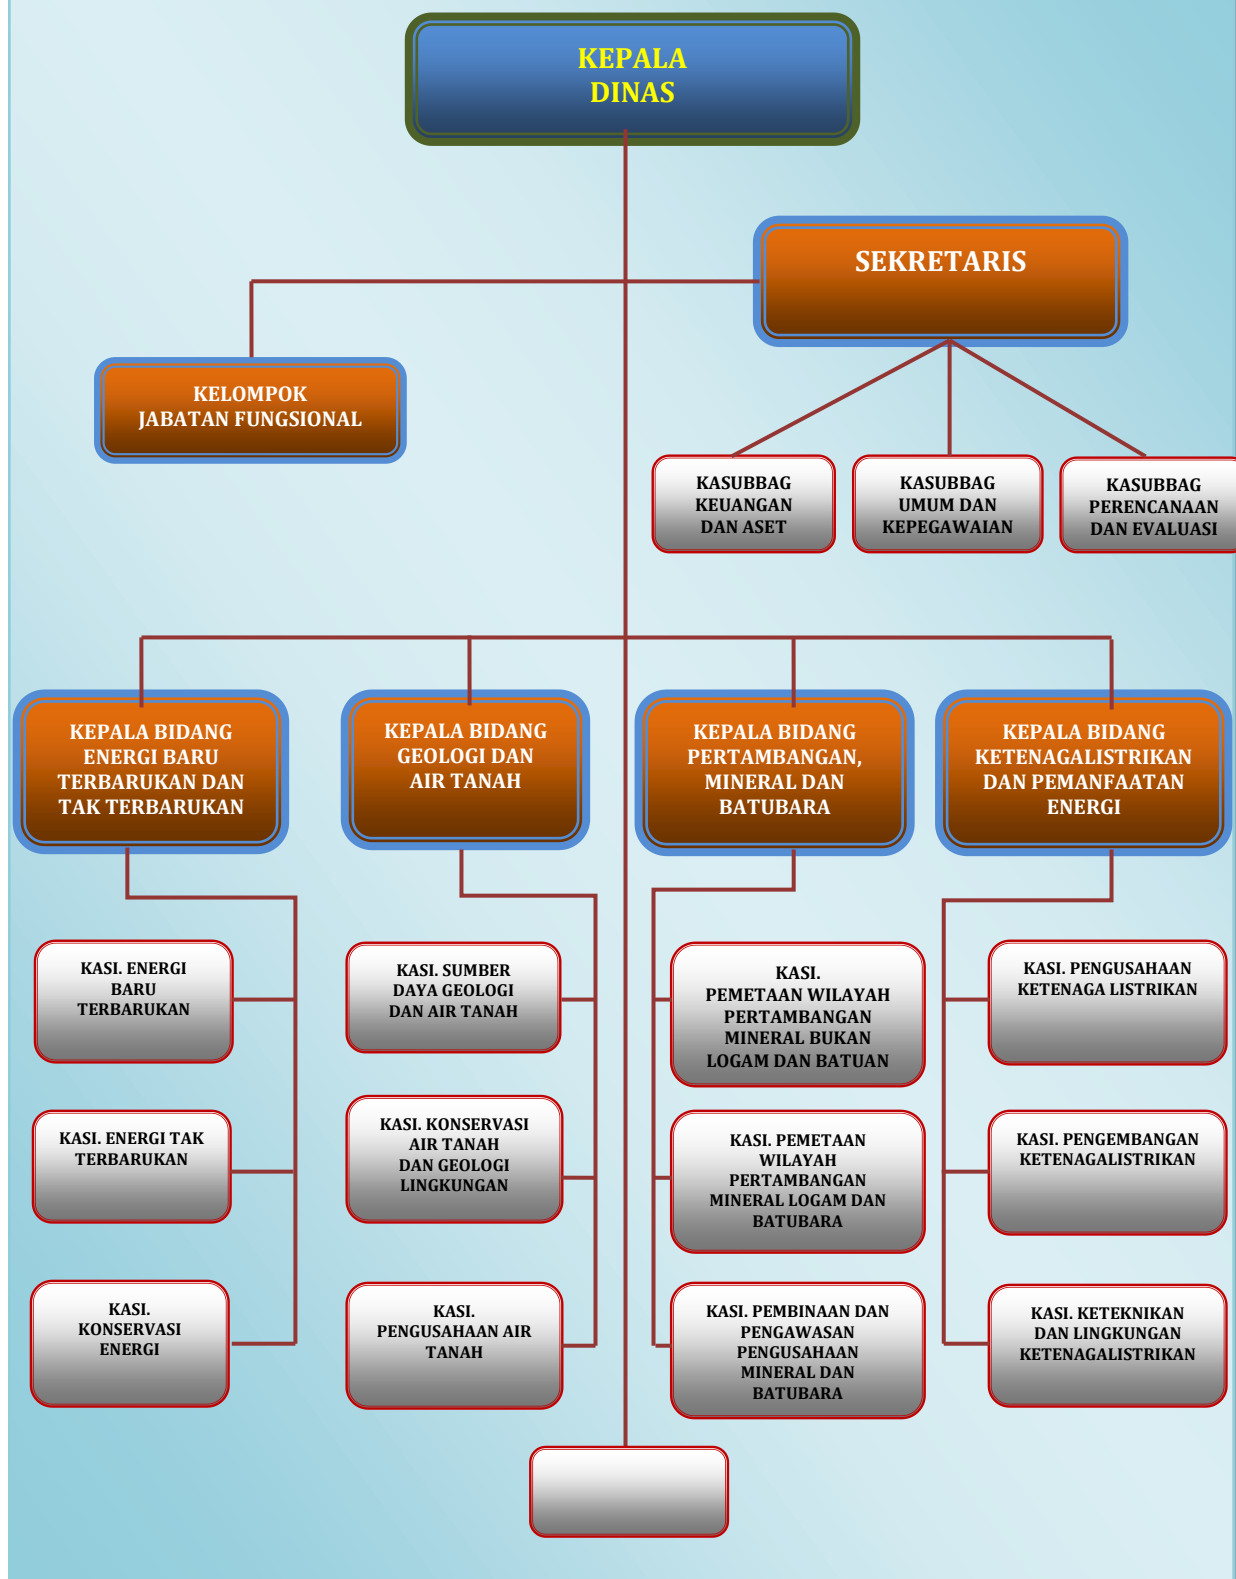 KEPALA
DINAS
SEKRETARIS
KELOMPOK
JABATAN FUNGSIONAL
KASUBBAG
KEUANGAN
DAN ASET
KASUBBAG
UMUM DAN
KEPEGAWAIAN
KASUBBAG
PERENCANAAN
DAN EVALUASI
KEPALA BIDANG
ENERGI BARU
TERBARUKAN DAN
TAK TERBARUKAN
KEPALA BIDANG
GEOLOGI DAN
AIR TANAH
KEPALA BIDANG
PERTAMBANGAN,
MINERAL DAN
BATUBARA
KEPALA BIDANG
KETENAGALISTRIKAN
DAN PEMANFAATAN
ENERGI
KASI. ENERGI
BARU
TERBARUKAN
KASI. SUMBER
DAYA GEOLOGI
DAN AIR TANAH
KASI.
PEMETAAN WILAYAH
PERTAMBANGAN
MINERAL BUKAN
LOGAM DAN BATUAN
KASI. PENGUSAHAAN
KETENAGA LISTRIKAN
KASI. ENERGI TAK
TERBARUKAN
KASI. KONSERVASI
AIR TANAH
DAN GEOLOGI
LINGKUNGAN
KASI. PEMETAAN
WILAYAH
PERTAMBANGAN
MINERAL LOGAM DAN
BATUBARA
KASI. PENGEMBANGAN
KETENAGALISTRIKAN
KASI.
KONSERVASI
ENERGI
KASI.
PENGUSAHAAN AIR
TANAH
KASI. PEMBINAAN DAN
PENGAWASAN
PENGUSAHAAN
MINERAL DAN
BATUBARA
KASI. KETEKNIKAN
DAN LINGKUNGAN
KETENAGALISTRIKAN